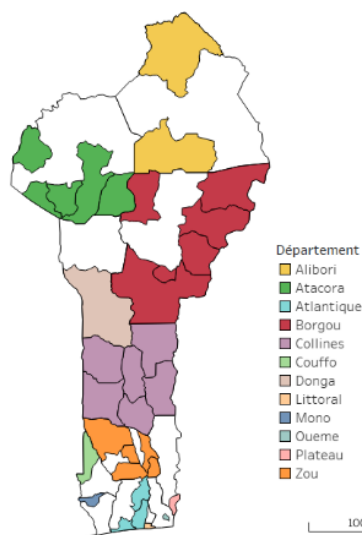 Département
Alibori
Atacora
Atlantique
Borgou
Collines
Couffo
Donga
Littoral
Mono
Oueme
Plateau
Zou